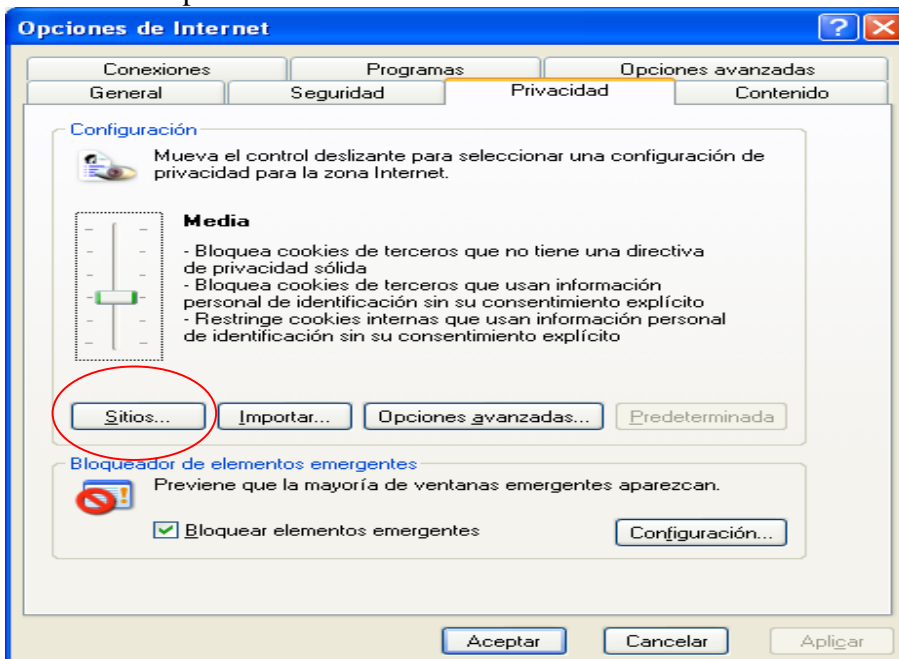 Opciones de Internet
Conexiones Programas Opciones avanzadas
General Seguridad Privacidad Contenido
Configuración
Mueva el control deslizante para seleccionar una configuración de
privacidad para la zona Internet.
Media
- Bloquea cookies de terceros que no tiene una directiva
de privacidad sólida
- Bloquea cookies de terceros que usan información
personal de identificación sin su consentimiento explícito
- Restringe cookies internas que usan información personal
de identificación sin su consentimiento explícito
Sitios... Importar... Opciones avanzadas... Predeterminada
Bloqueador de elementos emergentes
Previene que la mayoría de ventanas emergentes aparezcan.
Bloquear elementos emergentes Configuración...
Aceptar Cancelar Aplicar